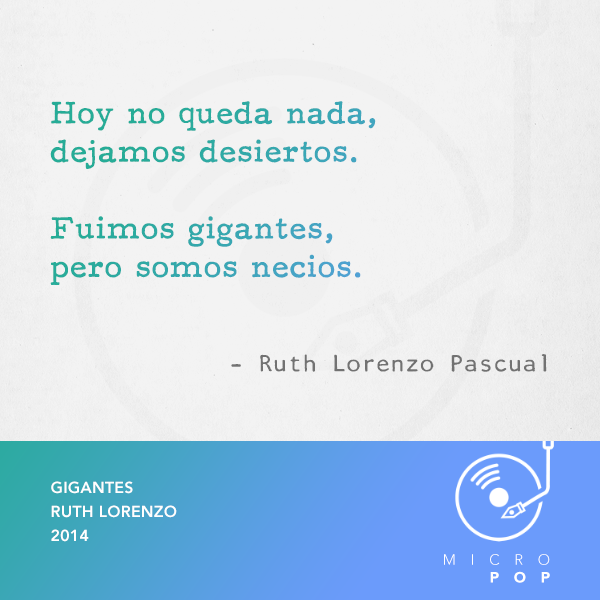 Hoy no queda nada,
dejamos desiertos.
Fuimos gigantes,
pero somos necios.
– Ruth Lorenzo Pascual
GIGANTES
RUTH LORENZO
2014
MICRO
POP